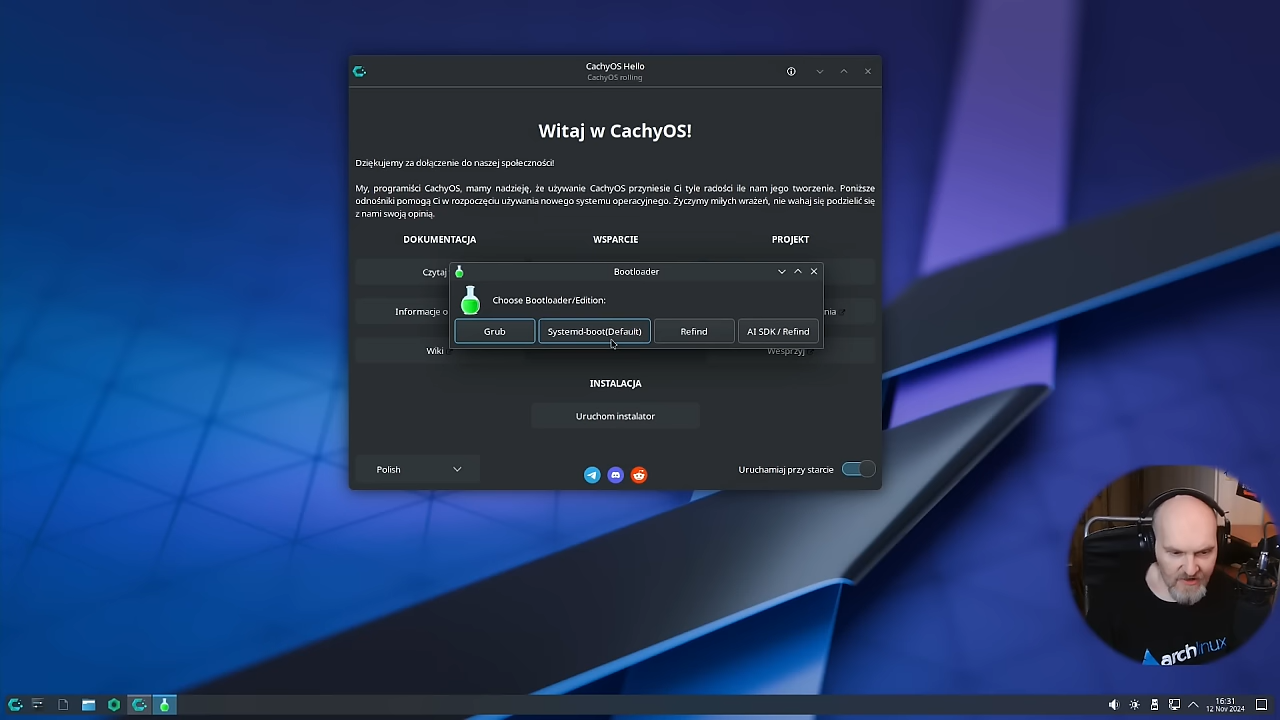 CachyOS Hello
CachyOS rolling
Witaj w CachyOS!
Dziękujemy za dołączenie do naszej społeczności!
My, programiści CachyOS, mamy nadzieję, że używanie CachyOS przyniesie Ci tyle radości ile nam jego tworzenie. Poniższe
odnośniki pomogą Ci w rozpoczęciu używania nowego systemu operacyjnego. Życzymy miłych wrażeń, nie wahaj się podzielić się
z nami swoją opinią.
DOKUMENTACJA WSPARCIE PROJEKT
Czytaj
Bootloader
Choose Bootloader/Edition:
Informacje o
Grub Systemd-boot(Default) Refind AI SDK / Refind
Wiki Wesprzyj
INSTALACJA
Uruchom instalator
Polish Uruchamiaj przy starcie
archlinux
16:31
12 Nov 2024